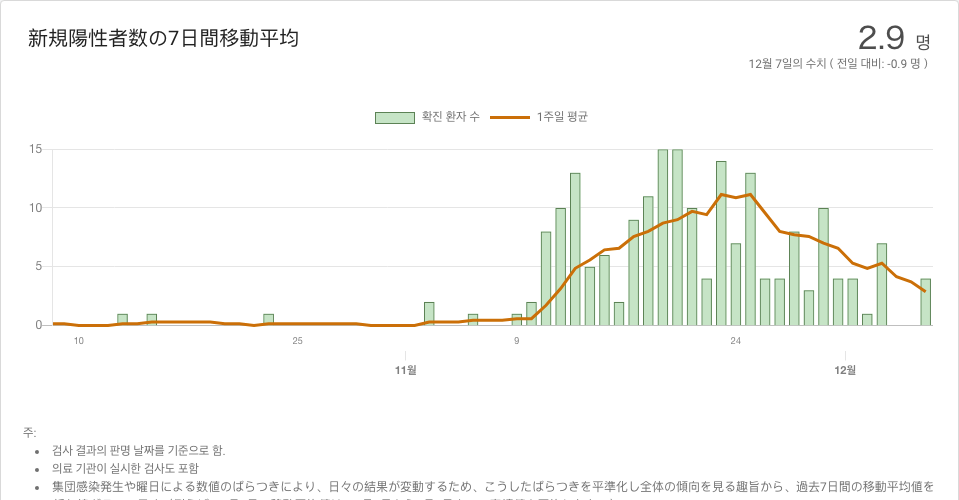 新規陽性者数の7日間移動平均
2.9 명
12월 7일의 수치 ( 전일 대비: -0.9 명 )
확진 환자 수 1주일 평균
15
10
5
0
10 25 9 24
11월 12월
주:
검사 결과의 판명 날짜를 기준으로 함.
의료 기관이 실시한 검사도 포함
集団感染発生や曜日による数値のばらつきにより、日々の結果が変動するため、こうしたばらつきを平準化し全体の傾向を見る趣旨から、過去7日間の移動平均値を